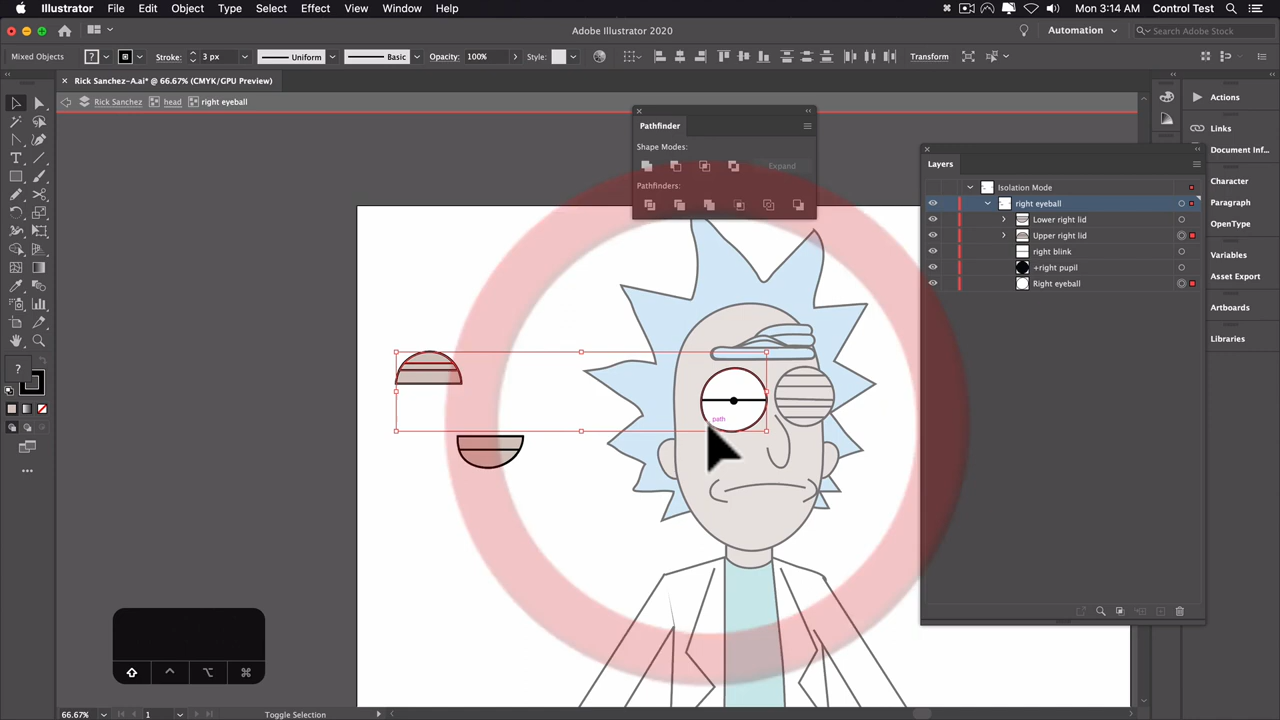 Illustrator File Edit Object Type Select Effect View Window Help Mon 3:14 AM Control Test
Adobe Illustrator 2020 Automation Search Adobe Stock
Mixed Objects ? Stroke: 3 px Uniform Basic Opacity: 100% Style: Transform
Rick Sanchez-A.ai* @ 66.67% (CMYK/GPU Preview)
Rick Sanchez head right eyeball
Pathfinder
Shape Modes:
Expand
Pathfinders:
path
Layers
Isolation Mode
right eyeball
Lower right lid
Upper right lid
right blink
+right pupil
Right eyeball
Actions
Links
Document Inf...
Character
Paragraph
OpenType
Variables
Asset Export
Artboards
Libraries
?
66.67% 1 Toggle Selection